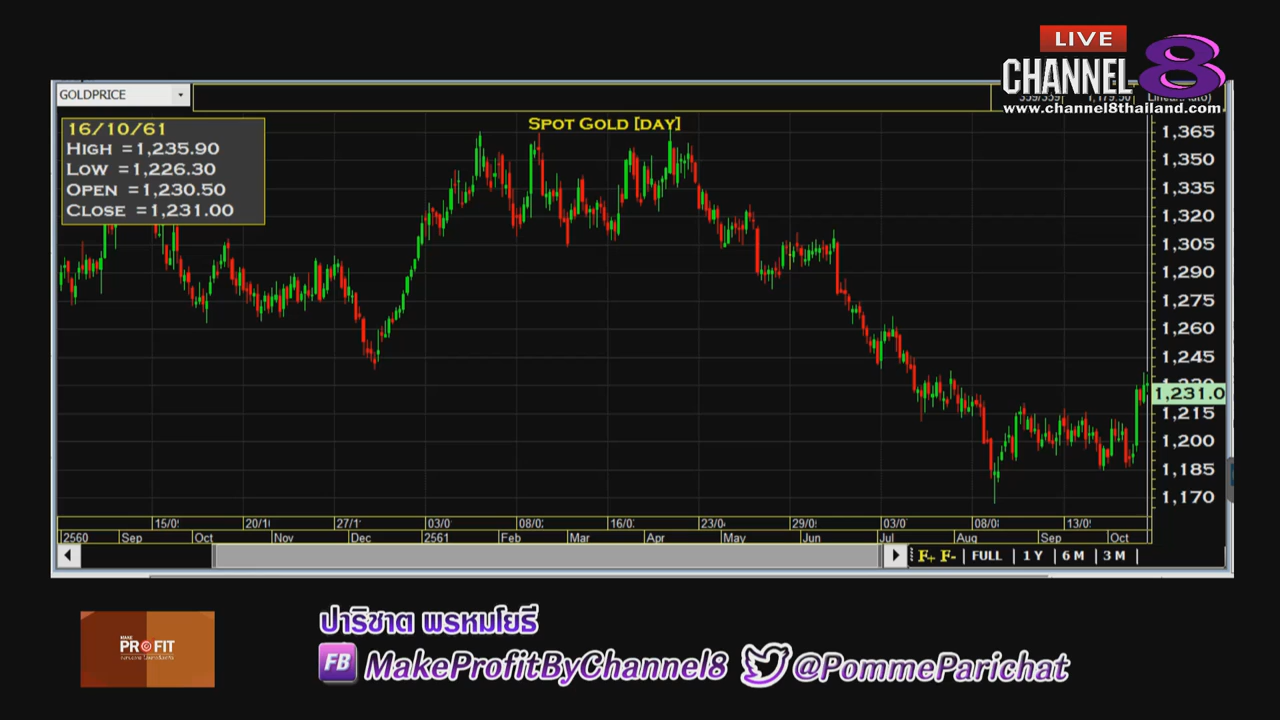 LIVE
CHANNEL 8
www.channel8thailand.com
GOLDPRICE
SPOT GOLD [DAY]
16/10/61
HIGH =1,235.90
LOW =1,226.30
OPEN =1,230.50
CLOSE =1,231.00
1,365
1,350
1,335
1,320
1,305
1,290
1,275
1,260
1,245
1,231.0
1,215
1,200
1,185
1,170
15/09 20/10 27/1 03/0 08/0 16/0 23/0 29/0 03/0 08/0 13/0
2560 Sep Oct Nov Dec 2561 Feb Mar Apr May Jun Jul Aug Sep Oct
F+ F- FULL 1 Y 6 M 3 M
MAKE
PROFIT
ปาริชาต พรหมโยธี
FB MakeProfitByChannel8 @PommeParichat